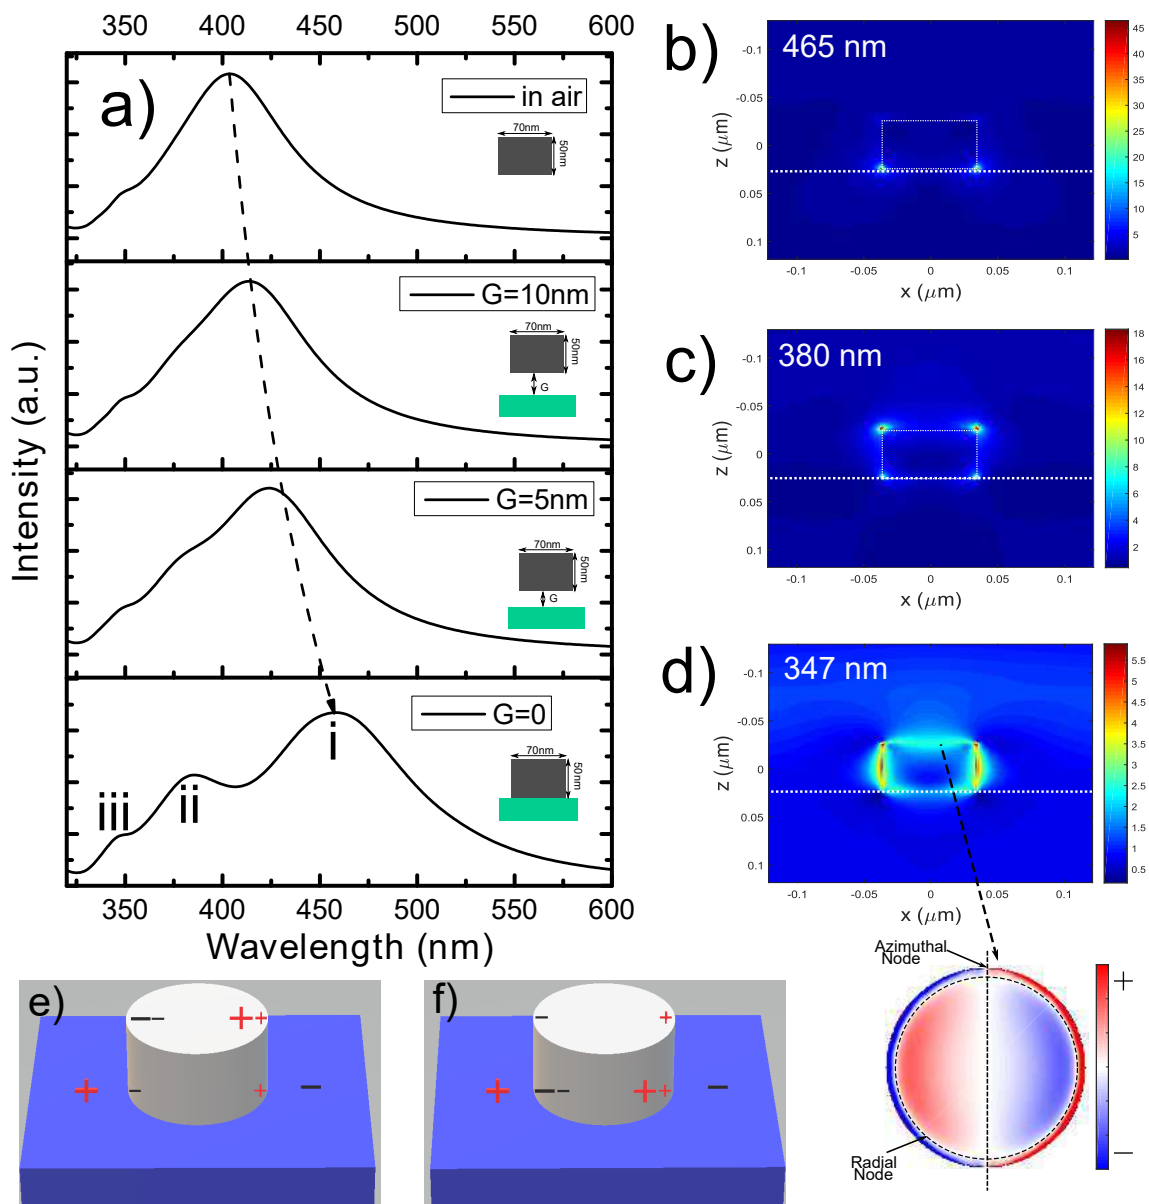 350 400 450 500 550 600
a)
in air
70nm
50nm
G=10nm
70nm
50nm
G
G=5nm
70nm
50nm
G
G=0
70nm
50nm
i
ii
iii
350 400 450 500 550 600
Wavelength (nm)
Intensity (a.u.)
b)
465 nm
-0.1
-0.05
0
0.05
0.1
z (μm)
-0.1 -0.05 0 0.05 0.1
x (μm)
45
40
35
30
25
20
15
10
5
c)
380 nm
-0.1
-0.05
0
0.05
0.1
z (μm)
-0.1 -0.05 0 0.05 0.1
x (μm)
18
16
14
12
10
8
6
4
2
d)
347 nm
-0.1
-0.05
0
0.05
0.1
z (μm)
-0.1 -0.05 0 0.05 0.1
x (μm)
5.5
5
4.5
4
3.5
3
2.5
2
1.5
1
0.5
Azimuthal
Node
Radial
Node
+
−
e)
−− ++
+ − + −
f)
− +
+ −− ++ −